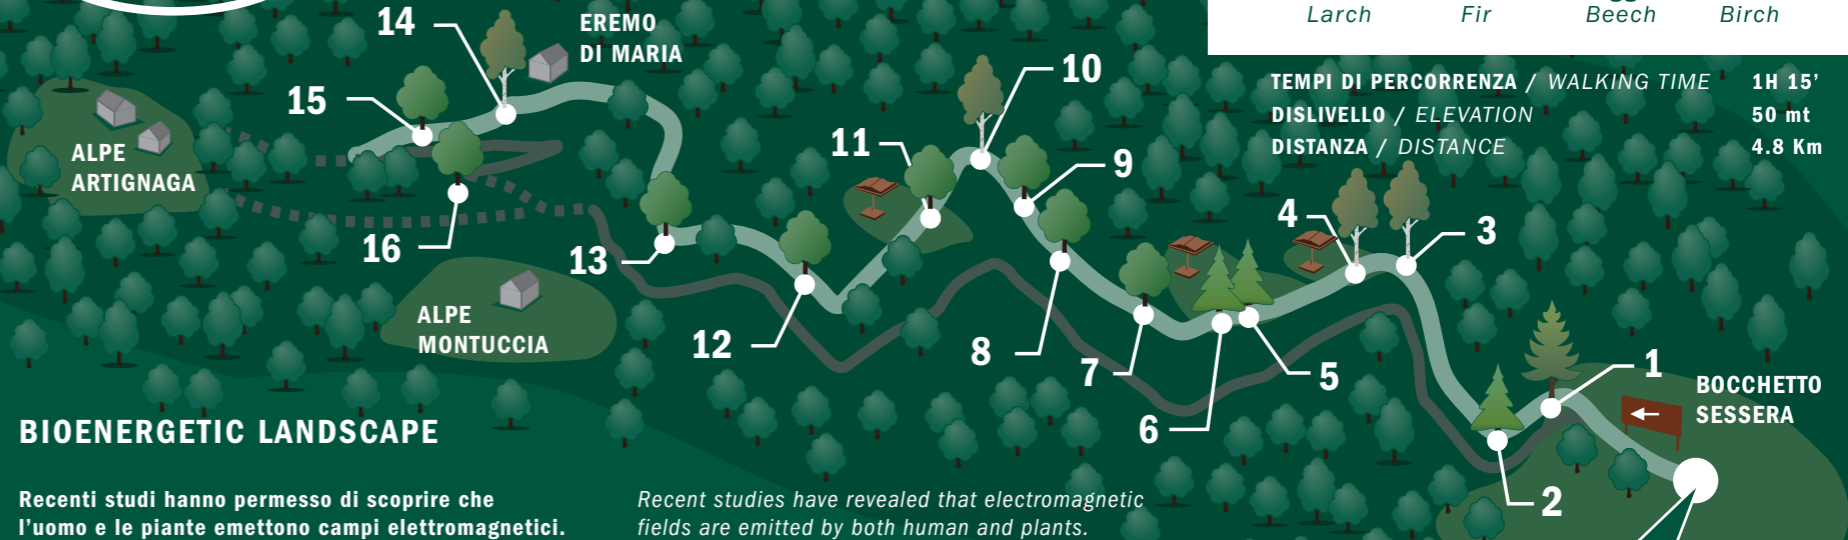 Larch Fir Beech Birch
TEMPI DI PERCORRENZA / WALKING TIME 1H 15’
DISLIVELLO / ELEVATION 50 mt
DISTANZA / DISTANCE 4.8 Km
14
EREMO
DI MARIA
15
10
11
9
ALPE
ARTIGNAGA
16
13
4
3
ALPE
MONTUCCIA
12
8
7
5
6
1
BOCCHETTO
SESSERA
2
BIOENERGETIC LANDSCAPE
Recenti studi hanno permesso di scoprire che
l’uomo e le piante emettono campi elettromagnetici.
Recent studies have revealed that electromagnetic
fields are emitted by both human and plants.